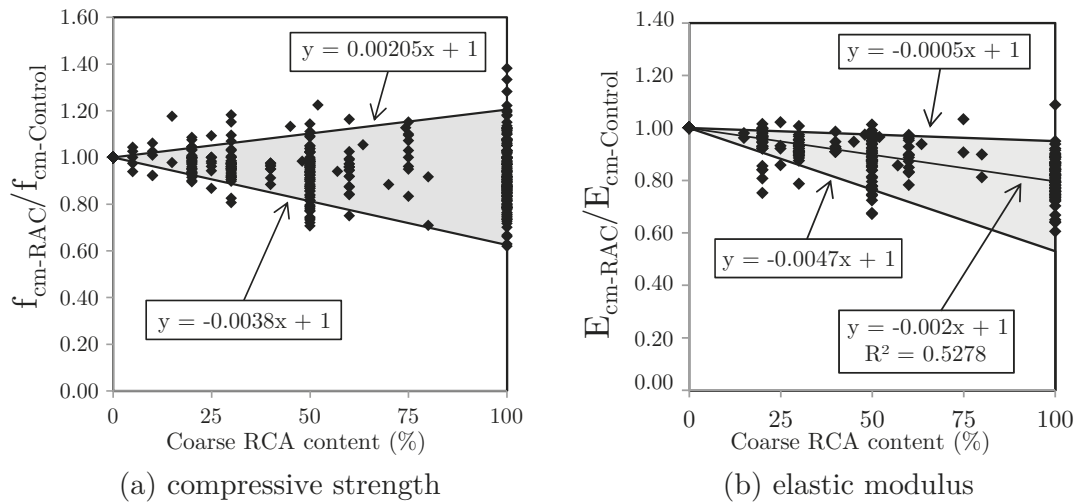 1.60
1.40
1.20
1.00
0.80
0.60
0.40
0.20
0.00
f_cm-RAC/f_cm-Control
y = 0.00205x + 1
y = -0.0038x + 1
0 25 50 75 100
Coarse RCA content (%)
(a) compressive strength
1.40
1.20
1.00
0.80
0.60
0.40
0.20
0.00
E_cm-RAC/E_cm-Control
y = -0.0005x + 1
y = -0.0047x + 1
y = -0.002x + 1
R² = 0.5278
0 25 50 75 100
Coarse RCA content (%)
(b) elastic modulus